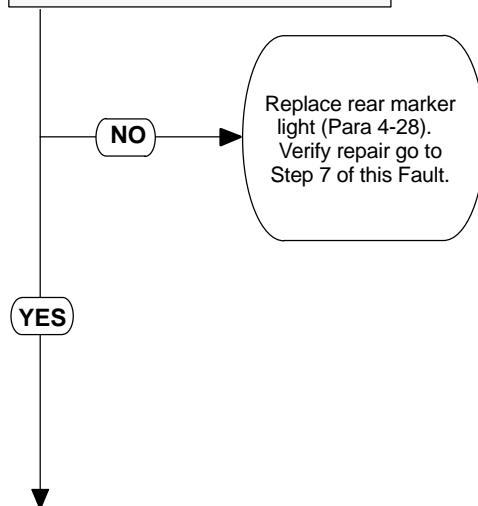 NO
Replace rear marker
light (Para 4-28).
Verify repair go to
Step 7 of this Fault.
YES